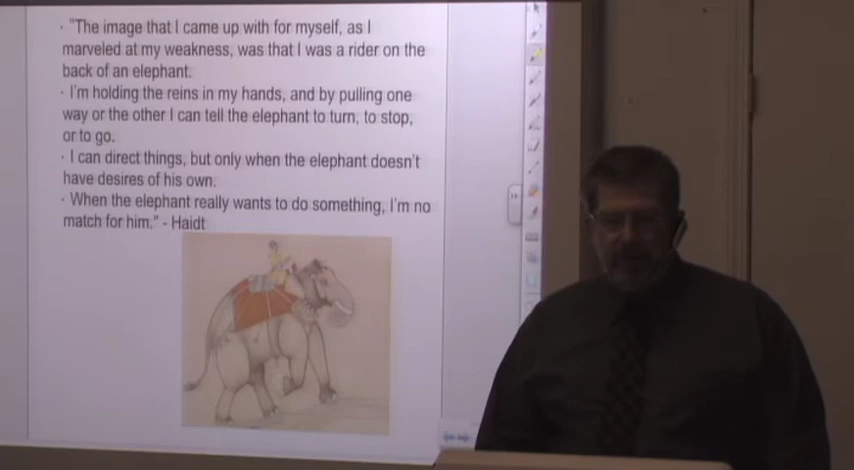 · "The image that I came up with for myself, as I
marveled at my weakness, was that I was a rider on the
back of an elephant.
· I'm holding the reins in my hands, and by pulling one
way or the other I can tell the elephant to turn, to stop,
or to go.
· I can direct things, but only when the elephant doesn't
have desires of his own.
· When the elephant really wants to do something, I'm no
match for him." - Haidt